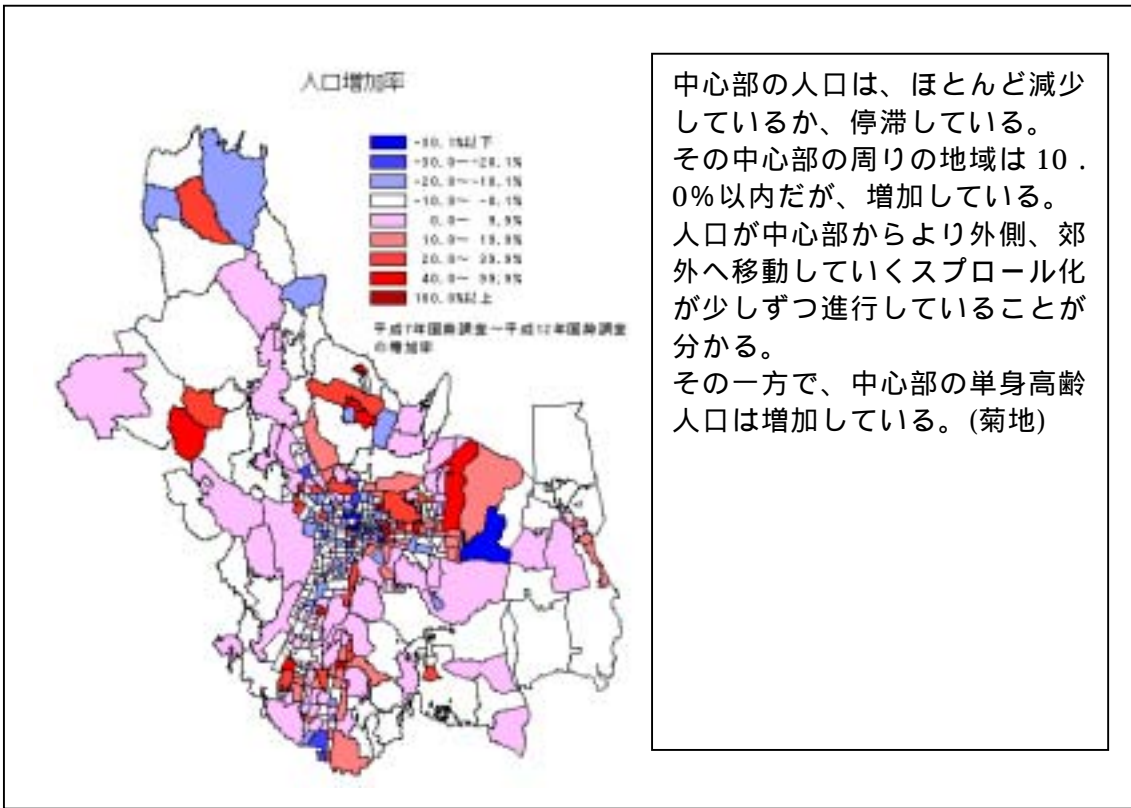 人口増加率
-30.1%以下
-30.0～-20.1%
-20.0～-10.1%
-10.0～ -0.1%
0.0～ 9.9%
10.0～ 19.9%
20.0～ 39.9%
40.0～ 99.9%
100.0%以上
平成7年国勢調査～平成12年国勢調査
の増加率
中心部の人口は、ほとんど減少
しているか、停滞している。
その中心部の周りの地域は 10．
0％以内だが、増加している。
人口が中心部からより外側、郊
外へ移動していくスプロール化
が少しずつ進行していることが
分かる。
その一方で、中心部の単身高齢
人口は増加している。(菊地)